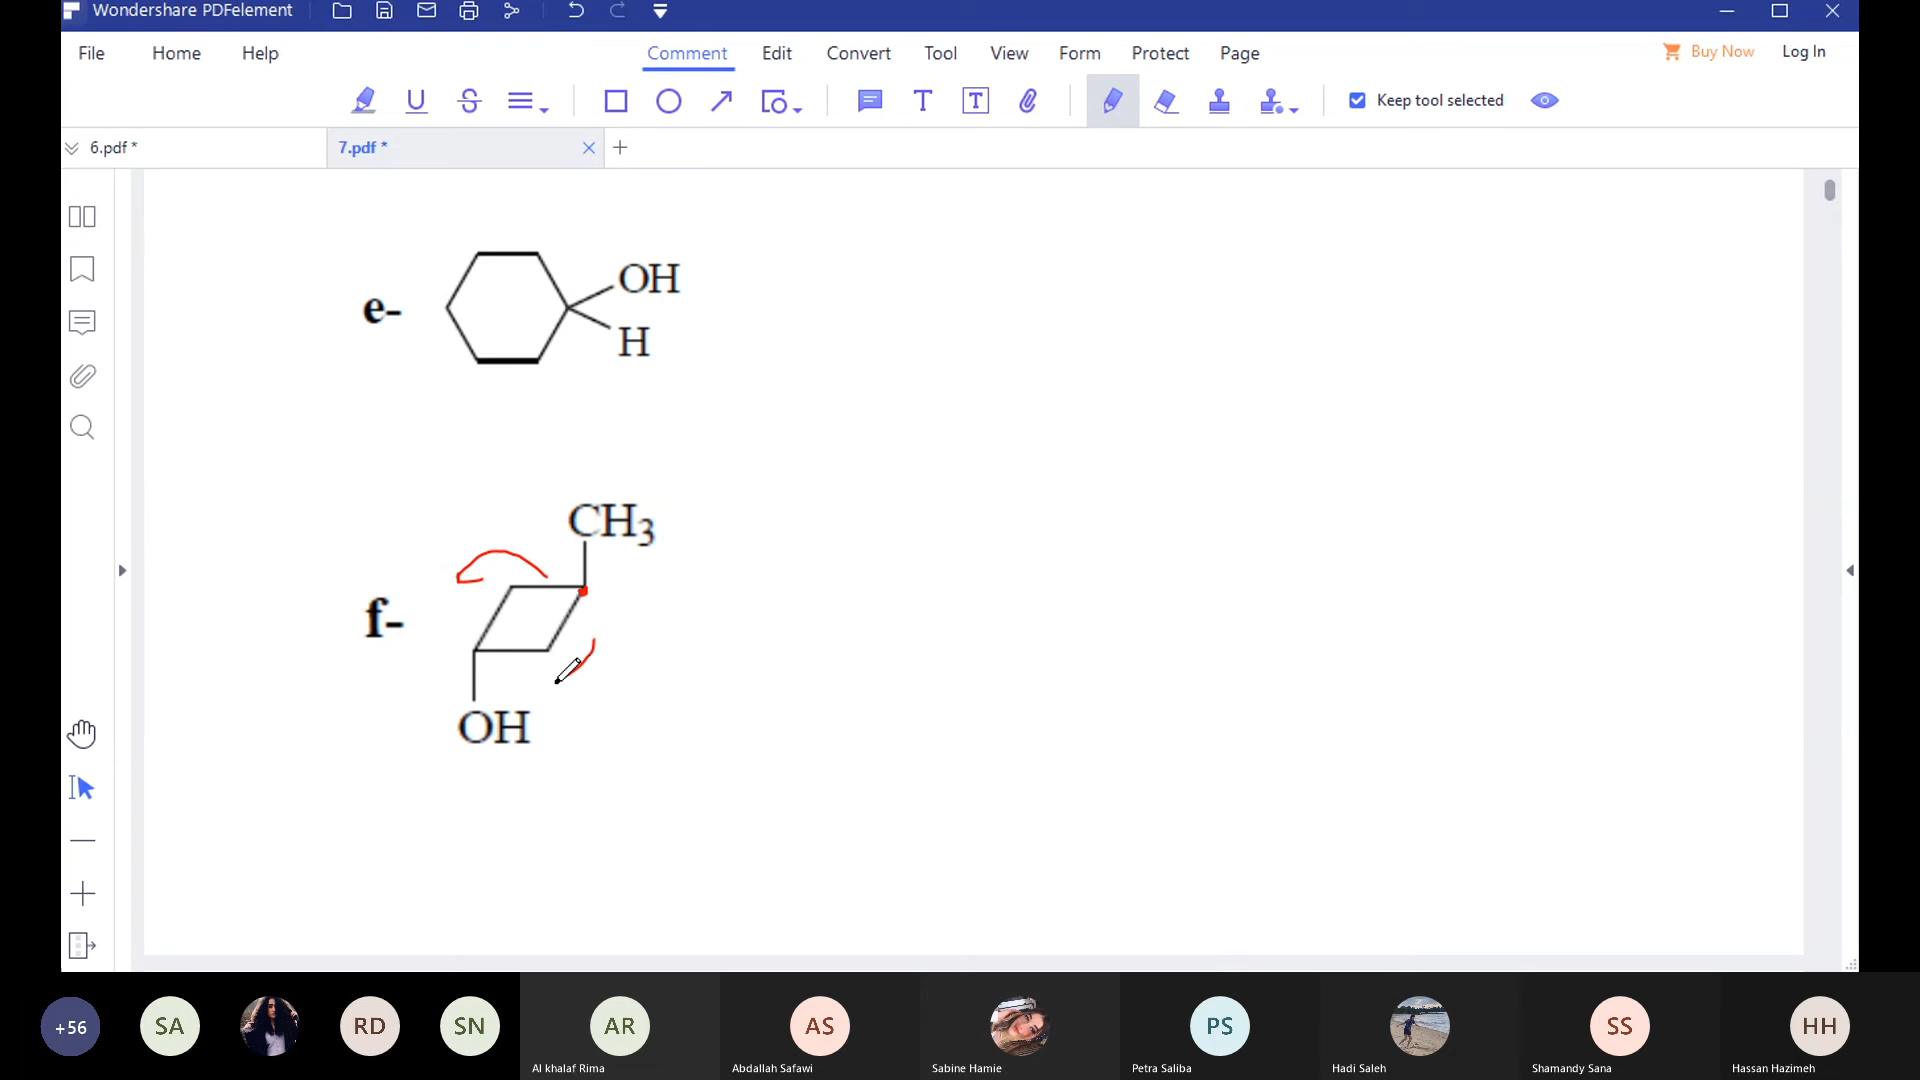 Wondershare PDFelement
File Home Help Comment Edit Convert Tool View Form Protect Page Buy Now Log In
Keep tool selected
6.pdf * 7.pdf *
e-
OH
H
CH3
f-
OH
+56 SA RD SN AR AS PS SS HH
Al khalaf Rima Abdallah Safawi Sabine Hamie Petra Saliba Hadi Saleh Shamandy Sana Hassan Hazimeh